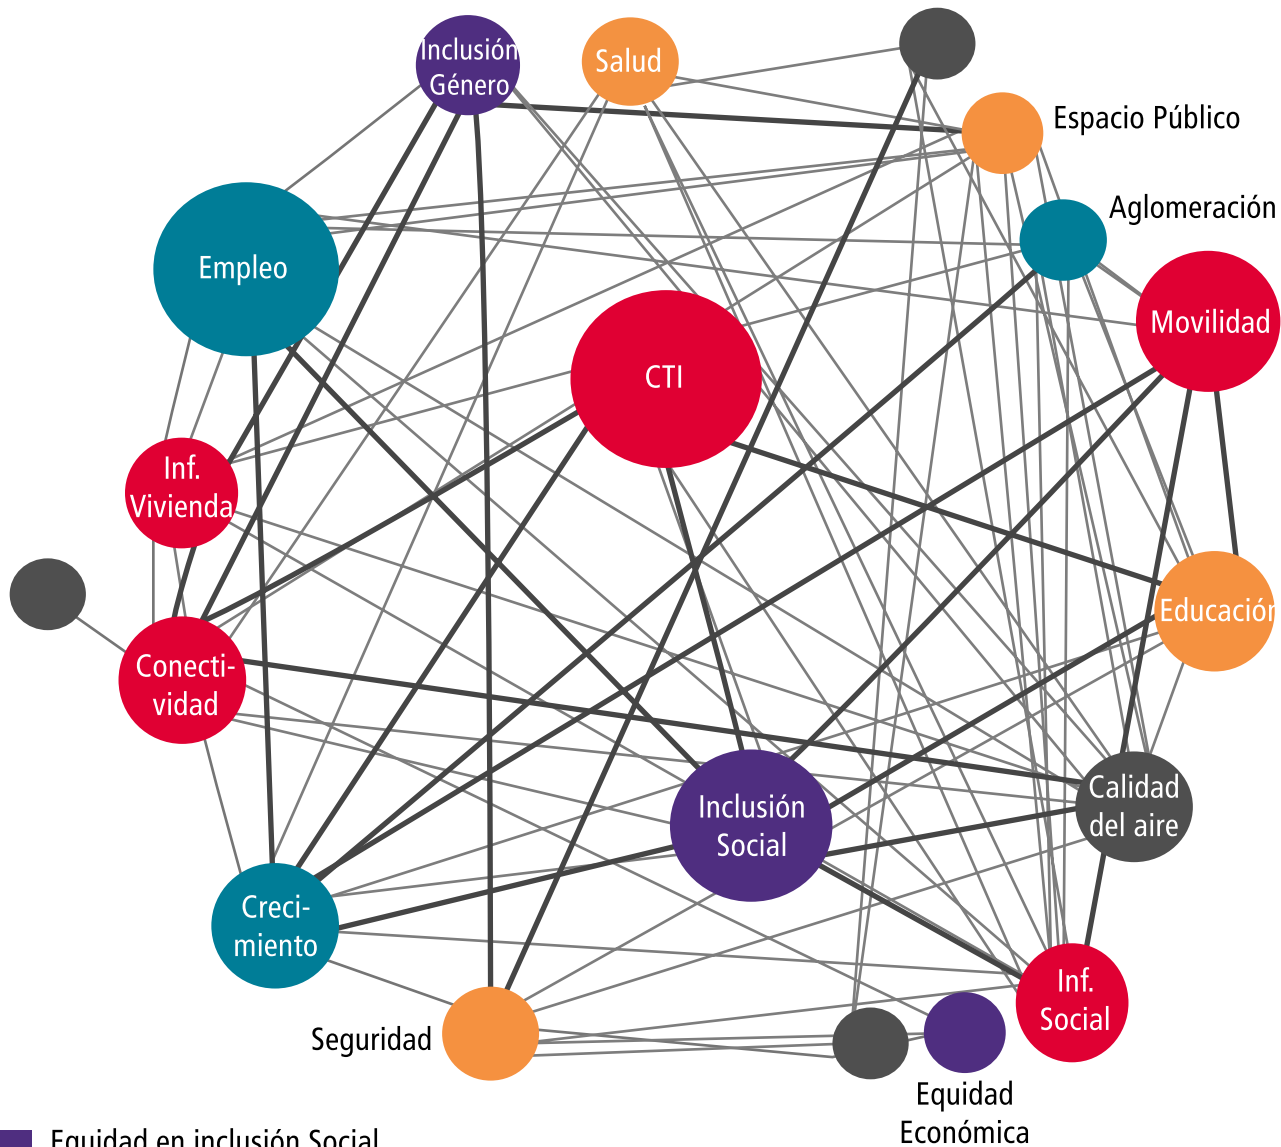 Inclusión
Género
Salud
Espacio Público
Aglomeración
Empleo
Movilidad
CTI
Inf.
Vivienda
Educación
Conecti-
vidad
Calidad
del aire
Inclusión
Social
Creci-
miento
Inf.
Social
Seguridad
Equidad
Económica
Equidad en inclusión Social